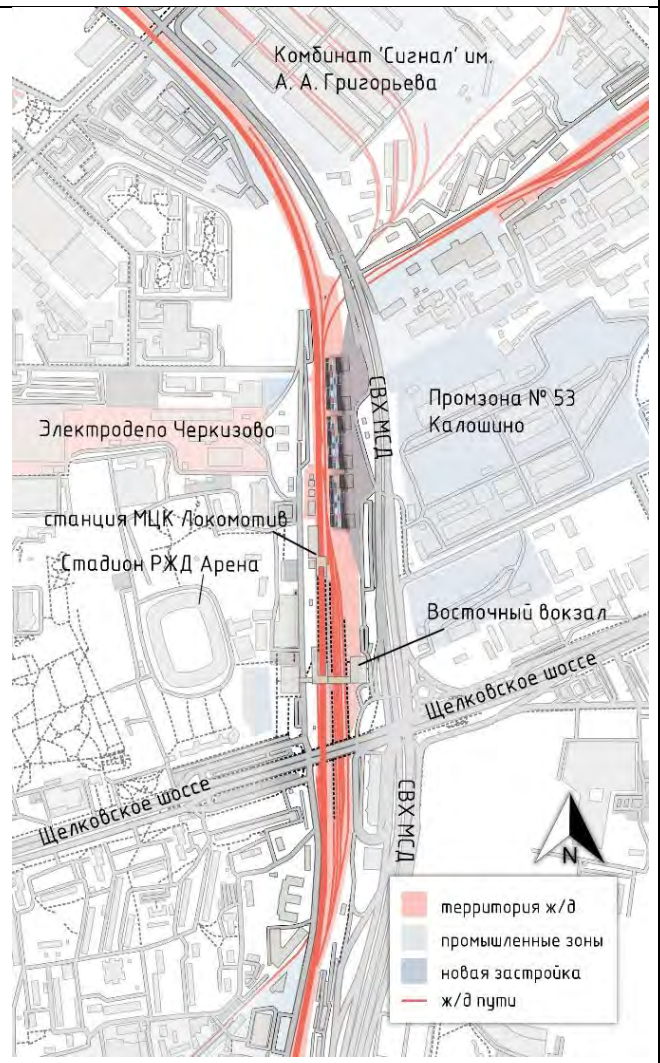 Комбинат 'Сигнал' им.
А. А. Григорьева
СВХ МСД
Промзона № 53
Калошино
Электродепо Черкизово
станция МЦК Локомотив
Стадион РЖД Арена
Восточный вокзал
Щелковское шоссе
Щелковское шоссе
СВХ МСД
N
территория ж/д
промышленные зоны
новая застройка
ж/д пути